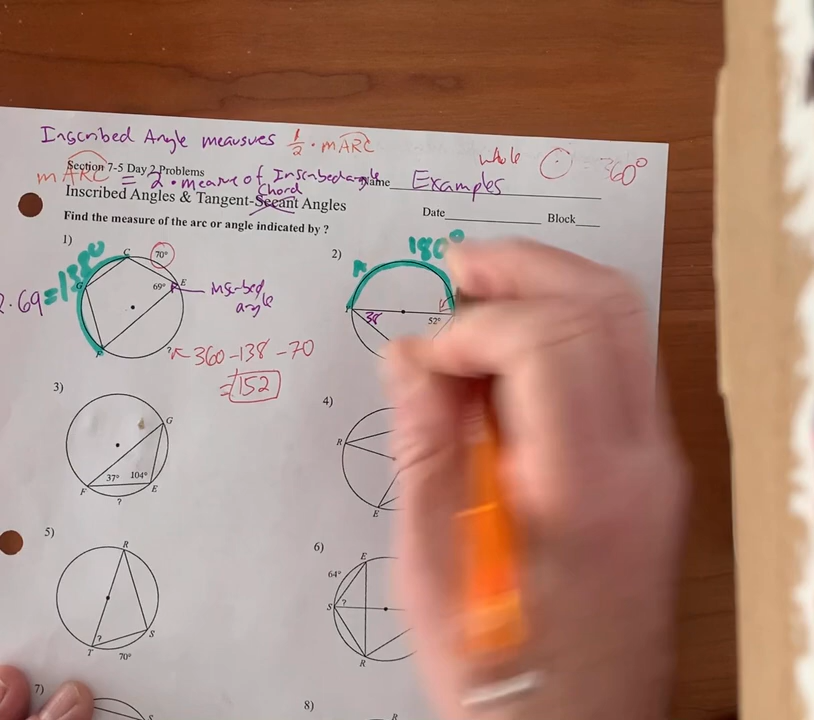 Inscribed Angle measures 1/2 · mARC
whole 360°
Section 7-5 Day 2 Problems
mARC = 2 · measure of Inscribed angle
Name Examples
Chord
Inscribed Angles & Tangent-Secant Angles
Date Block
Find the measure of the arc or angle indicated by ?
1)
C 70°
138°
G
69° E
Inscribed angle
2 · 69 =
? 360 - 138 - 70
= 152
2)
180°
38 52°
3)
G
37° 104°
F E
?
4)
R
E
5)
R
?
S
T
70°
6)
E
64°
S ?
R
7)
S
8)
R